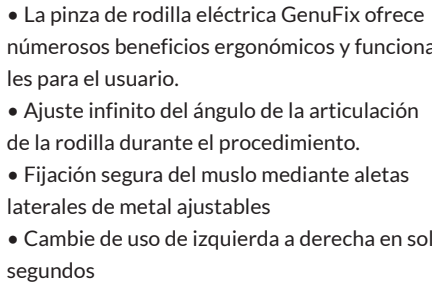 • La pinza de rodilla eléctrica GenuFix ofrece
númerosos beneficios ergonómicos y funciona
les para el usuario.
• Ajuste infinito del ángulo de la articulación
de la rodilla durante el procedimiento.
• Fijación segura del muslo mediante aletas
laterales de metal ajustables
• Cambie de uso de izquierda a derecha en sol
segundos